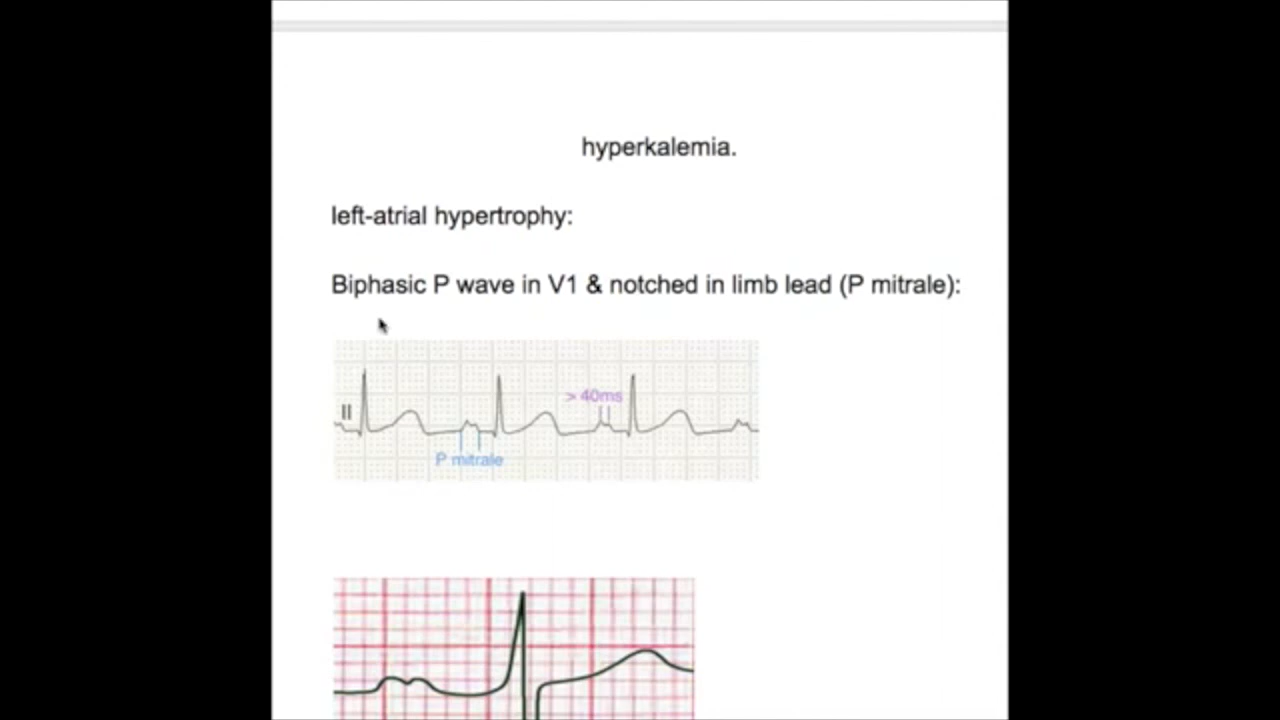 hyperkalemia.
left-atrial hypertrophy:
Biphasic P wave in V1 & notched in limb lead (P mitrale):
> 40ms
II
P mitrale